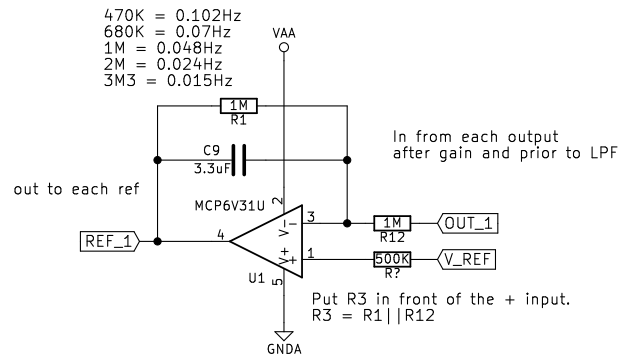 470K = 0.102Hz
680K = 0.07Hz
1M = 0.048Hz
2M = 0.024Hz
3M3 = 0.015Hz
VAA
1M
R1
In from each output
after gain and prior to LPF
C9
3.3uF
out to each ref
MCP6V31U
2
V-
3
-
1M
R12
OUT_1
REF_1
4
V+
+
1
500K
R?
V_REF
U1
5
Put R3 in front of the + input.
R3 = R1||R12
GNDA